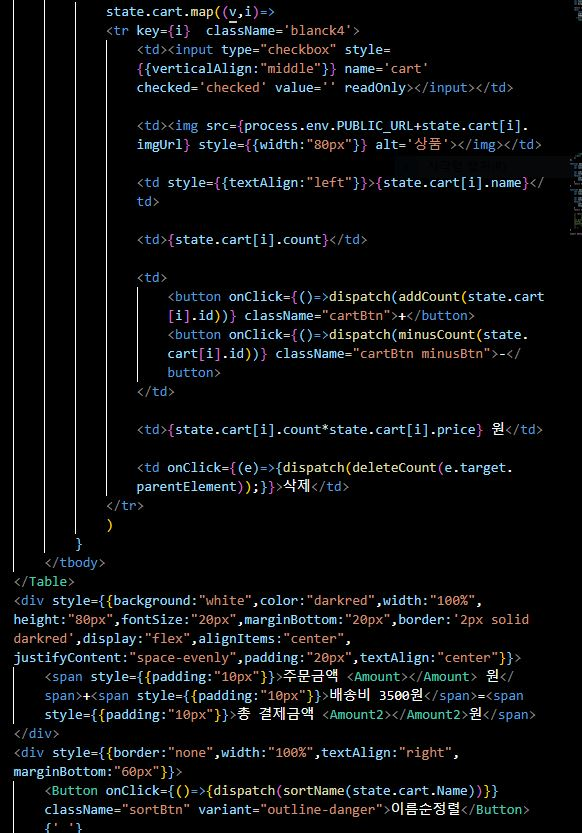 state.cart.map((v,i)=>
<tr key={i}  className='blanck4'>
<td><input type="checkbox" style=
{{verticalAlign:"middle"}} name='cart'
checked='checked' value='' readOnly></input></td>
<td><img src={process.env.PUBLIC_URL+state.cart[i].
imgUrl} style={{width:"80px"}} alt='상품'></img></td>
<td style={{textAlign:"left"}}>{state.cart[i].name}</
td>
<td>{state.cart[i].count}</td>
<td>
<button onClick={()=>dispatch(addCount(state.cart
[i].id))} className="cartBtn">+</button>
<button onClick={()=>dispatch(minusCount(state.
cart[i].id))} className="cartBtn minusBtn">-</
button>
</td>
<td>{state.cart[i].count*state.cart[i].price} 원</td>
<td onClick={(e)=>{dispatch(deleteCount(e.target.
parentElement));}}>삭제</td>
</tr>
)
}
</tbody>
</Table>
<div style={{background:"white",color:"darkred",width:"100%",
height:"80px",fontSize:"20px",marginBottom:"20px",border:'2px solid
darkred',display:"flex",alignItems:"center",
justifyContent:"space-evenly",padding:"20px",textAlign:"center"}}>
<span style={{padding:"10px"}}>주문금액 <Amount></Amount> 원</
span>+<span style={{padding:"10px"}}>배송비 3500원</span>=<span
style={{padding:"10px"}}>총 결제금액 <Amount2></Amount2>원</span>
</div>
<div style={{border:"none",width:"100%",textAlign:"right",
marginBottom:"60px"}}>
<Button onClick={()=>{dispatch(sortName(state.cart.Name))}}
className="sortBtn" variant="outline-danger">이름순정렬</Button>
{' '}